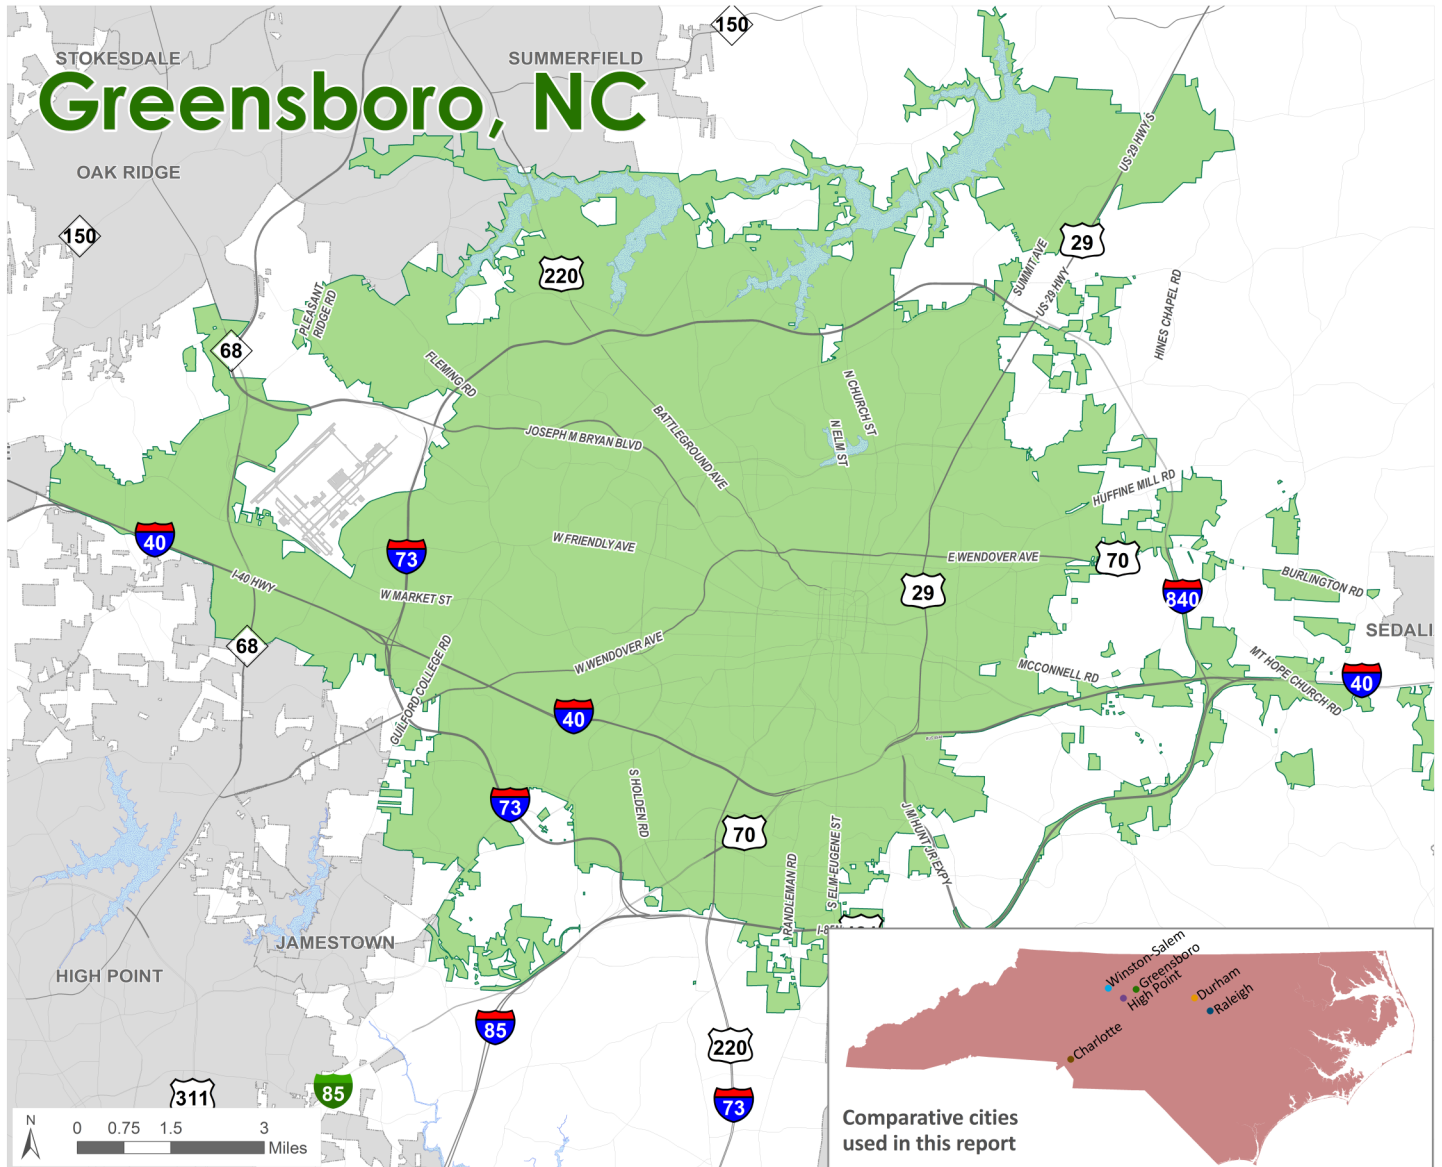 150
STOKESDALE
SUMMERFIELD
Greensboro, NC
OAK RIDGE
150
US-29 HWY S
29
220
SUMMIT AVE
US-29 HWY
HINES CHAPEL RD
PLEASANT
RIDGE RD
68
FLEMING RD
N CHURCH ST
BATTLEGROUND AVE
JOSEPH M BRYAN BLVD
N ELM ST
HUFFINE MILL RD
40
73
W FRIENDLY AVE
E WENDOVER AVE
70
I-40 HWY
W MARKET ST
29
840
BURLINGTON RD
SEDALI
68
GUILFORD COLLEGE RD
W WENDOVER AVE
MCCONNELL RD
MT HOPE CHURCH RD
40
40
73
S HOLDEN RD
70
S ELM-EUGENE ST
J M HUNT JR EXPY
RANDLEMAN RD
JAMESTOWN
HIGH POINT
85
220
85
311
73
N
0 0.75 1.5 3
Miles
Winston-Salem
Greensboro
High Point
Durham
Raleigh
Charlotte
Comparative cities
used in this report